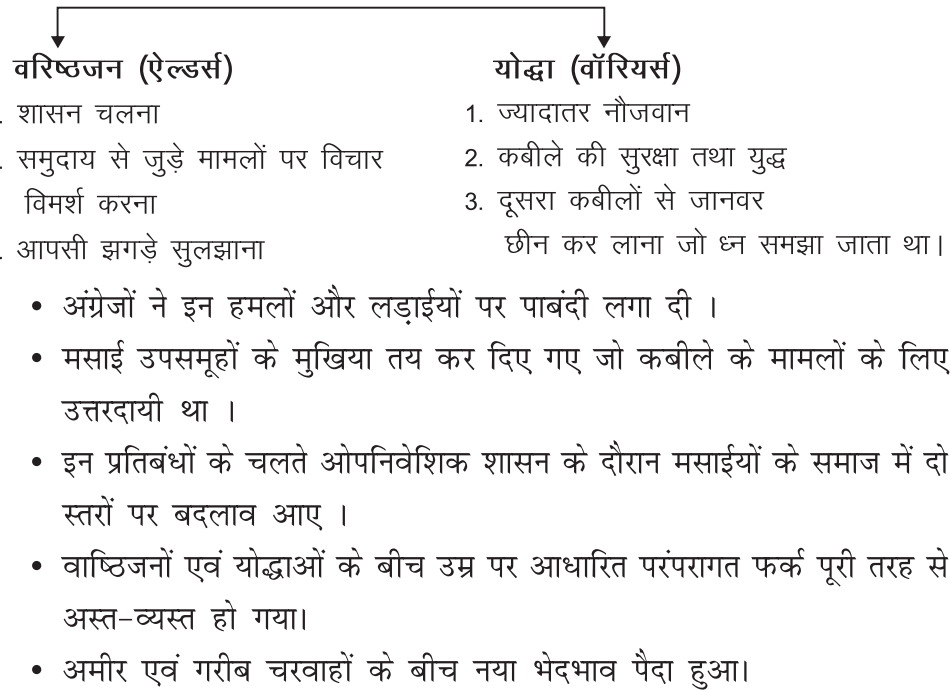 वरिष्ठजन (ऐल्डर्स)
. शासन चलना
. समुदाय से जुड़े मामलों पर विचार
विमर्श करना
. आपसी झगड़े सुलझाना
योद्धा (वॉरियर्स)
1. ज्यादातर नौजवान
2. कबीले की सुरक्षा तथा युद्ध
3. दूसरा कबीलों से जानवर
छीन कर लाना जो ध्न समझा जाता था।
• अंग्रेजों ने इन हमलों और लड़ाईयों पर पाबंदी लगा दी ।
• मसाई उपसमूहों के मुखिया तय कर दिए गए जो कबीले के मामलों के लिए
उत्तरदायी था ।
• इन प्रतिबंधों के चलते ओपनिवेशिक शासन के दौरान मसाईयों के समाज में दो
स्तरों पर बदलाव आए ।
• वाष्ठिजनों एवं योद्धाओं के बीच उम्र पर आधारित परंपरागत फर्क पूरी तरह से
अस्त-व्यस्त हो गया।
• अमीर एवं गरीब चरवाहों के बीच नया भेदभाव पैदा हुआ।